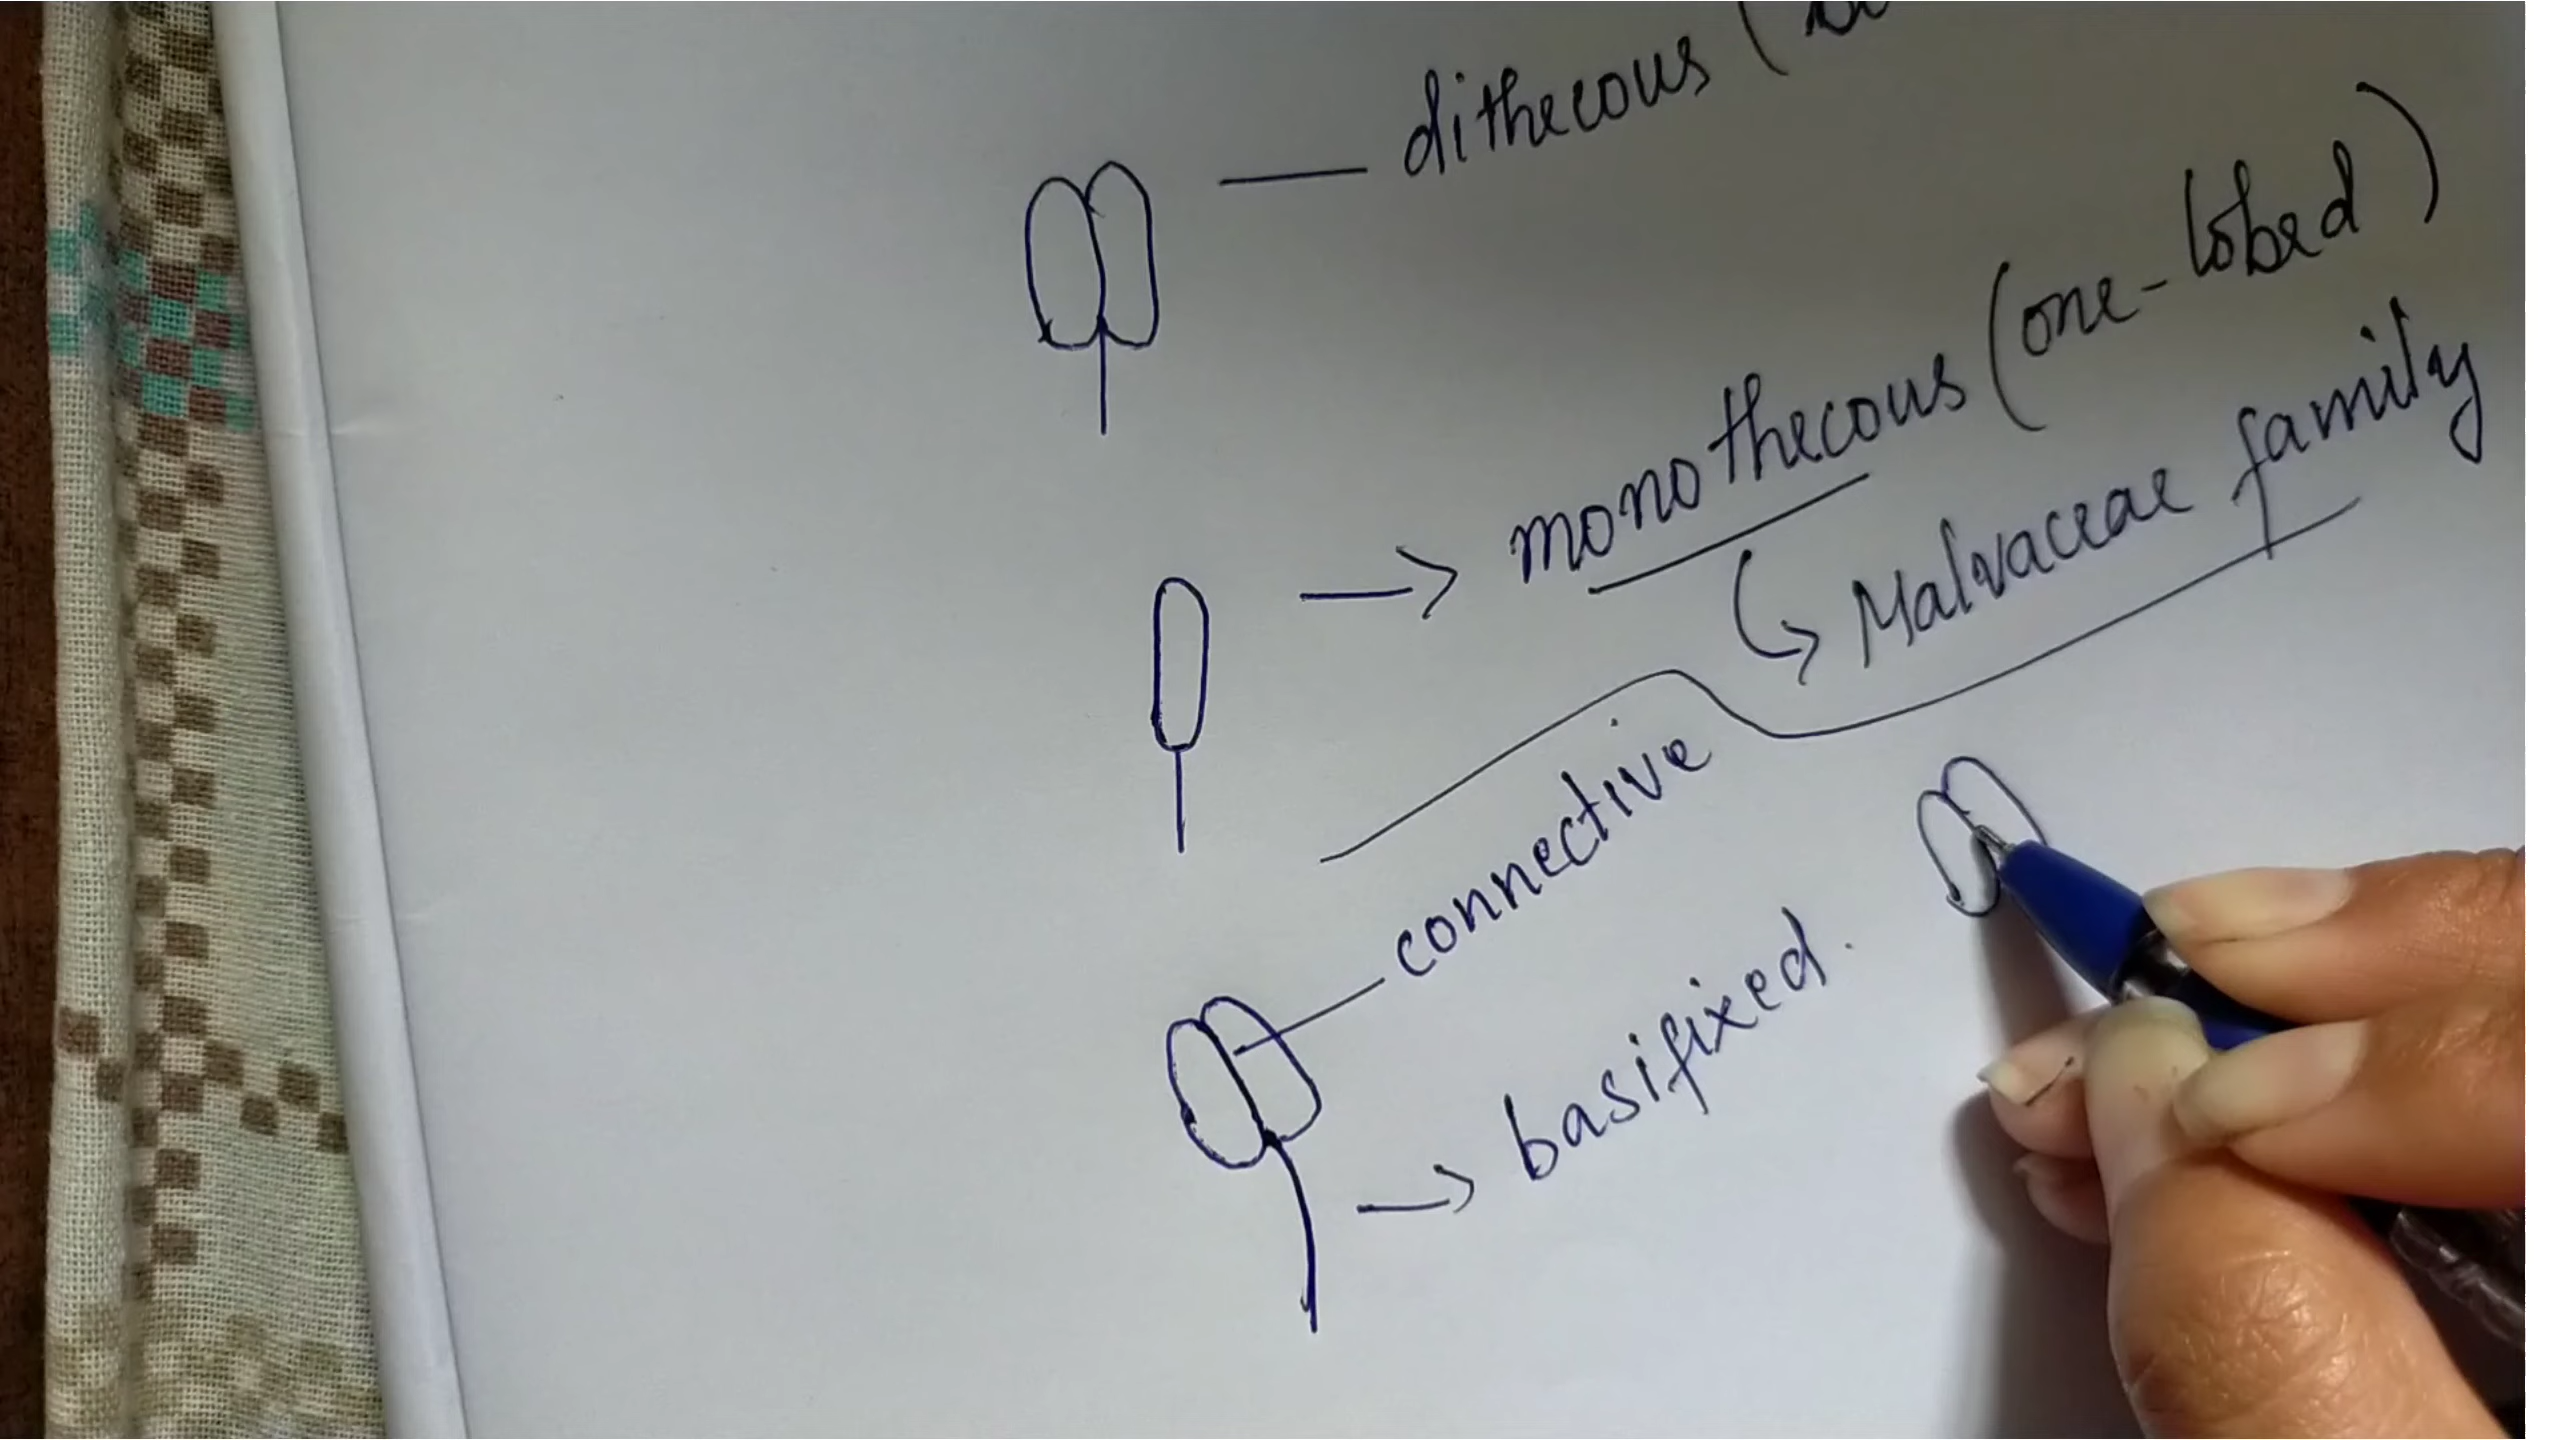 dithecous (
monothecous (one-lobed)
Malvaceae family
connective
basifixed.